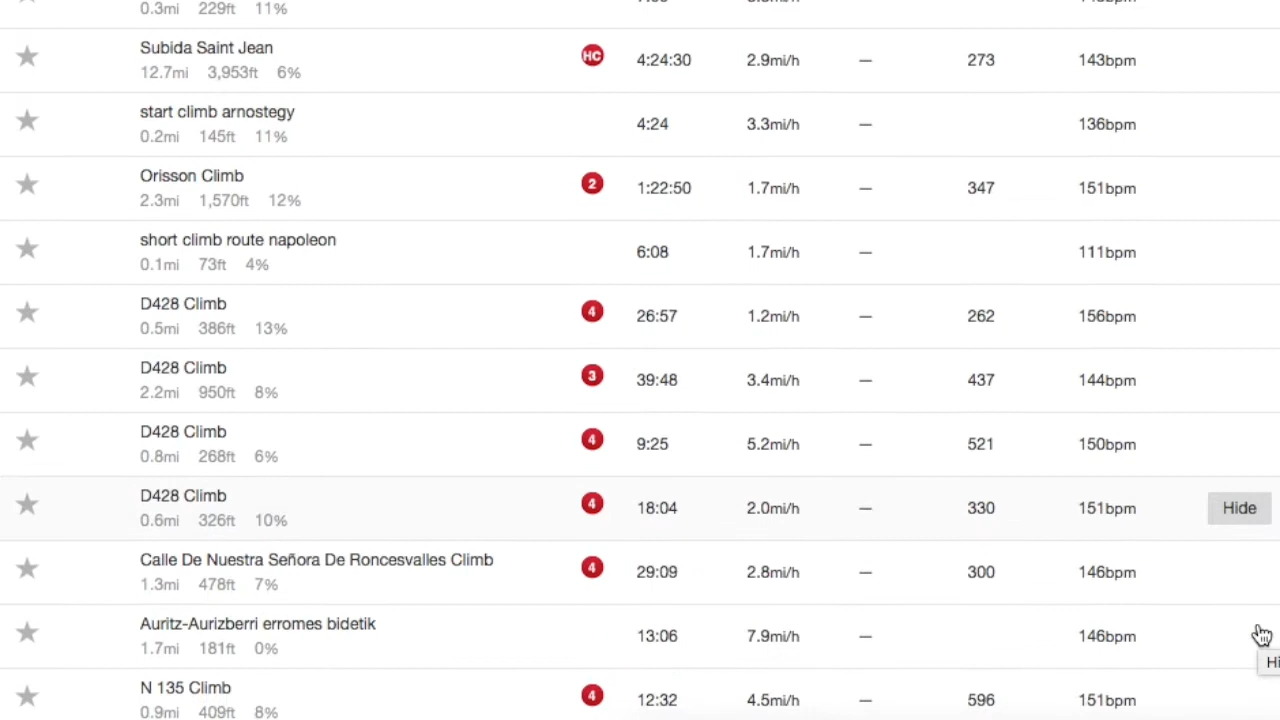 0.3mi 229ft 11%
Subida Saint Jean
12.7mi 3,953ft 6%
HC 4:24:30 2.9mi/h — 273 143bpm
start climb arnostegy
0.2mi 145ft 11%
4:24 3.3mi/h — 136bpm
Orisson Climb
2.3mi 1,570ft 12%
2 1:22:50 1.7mi/h — 347 151bpm
short climb route napoleon
0.1mi 73ft 4%
6:08 1.7mi/h — 111bpm
D428 Climb
0.5mi 386ft 13%
4 26:57 1.2mi/h — 262 156bpm
D428 Climb
2.2mi 950ft 8%
3 39:48 3.4mi/h — 437 144bpm
D428 Climb
0.8mi 268ft 6%
4 9:25 5.2mi/h — 521 150bpm
D428 Climb
0.6mi 326ft 10%
4 18:04 2.0mi/h — 330 151bpm Hide
Calle De Nuestra Señora De Roncesvalles Climb
1.3mi 478ft 7%
4 29:09 2.8mi/h — 300 146bpm
Auritz-Aurizberri erromes bidetik
1.7mi 181ft 0%
13:06 7.9mi/h — 146bpm
Hi
N 135 Climb
0.9mi 409ft 8%
4 12:32 4.5mi/h — 596 151bpm